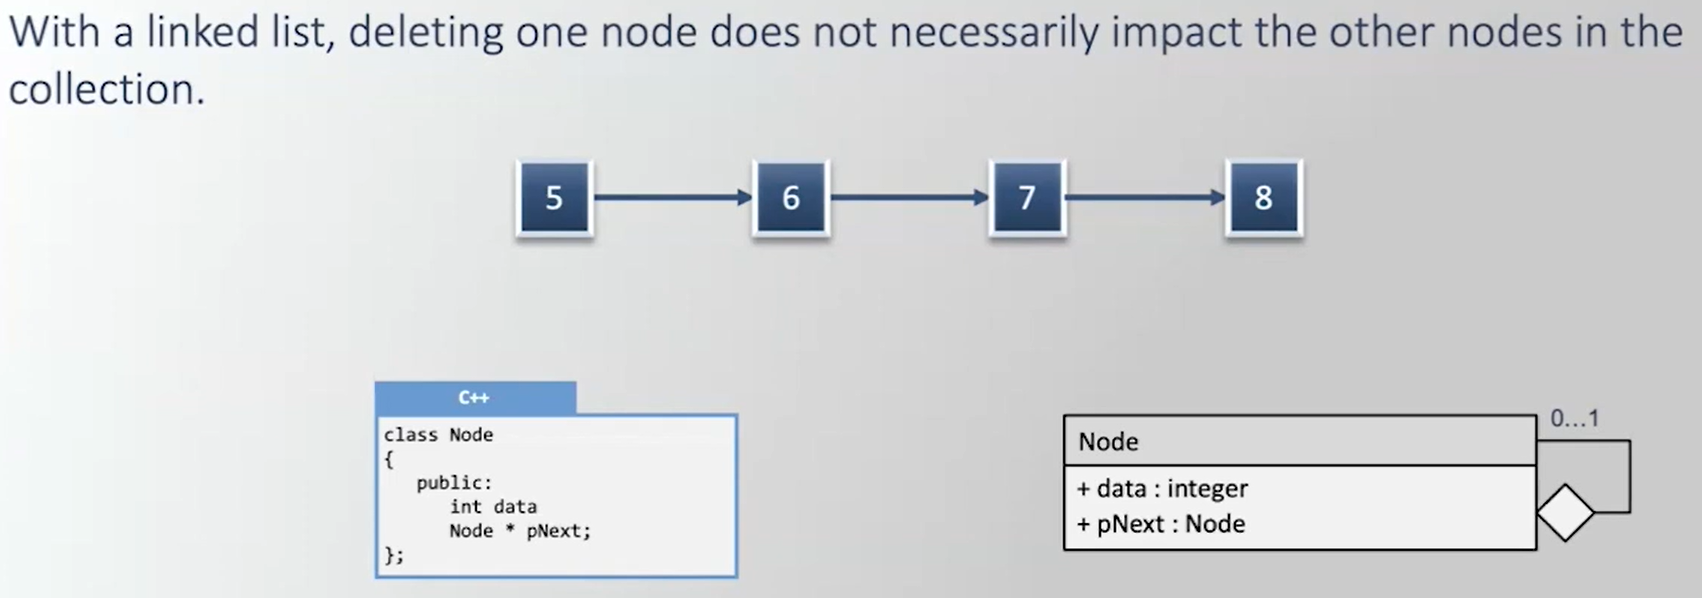 With a linked list, deleting one node does not necessarily impact the other nodes in the
collection.
5
6
7
8
C++
class Node
{
public:
int data
Node * pNext;
};
0...1
Node
+ data : integer
+ pNext : Node